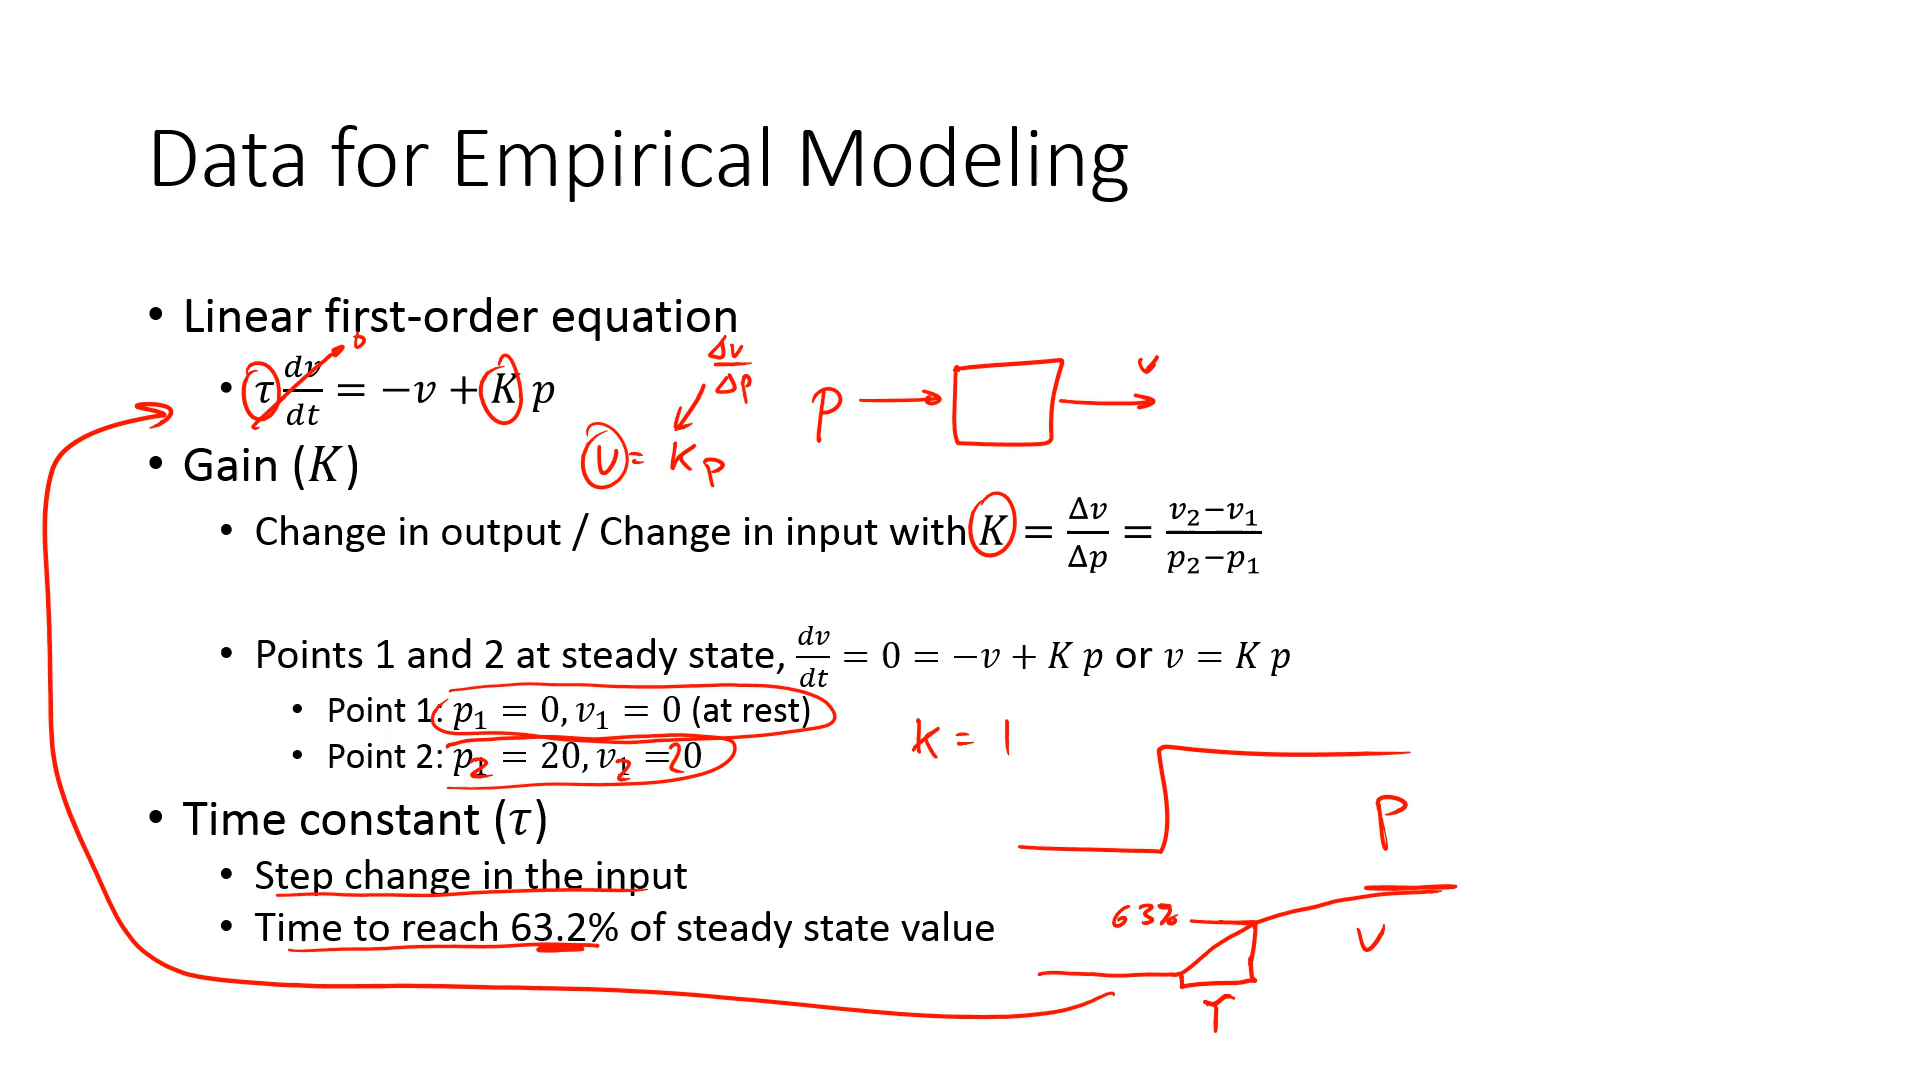 Data for Empirical Modeling
• Linear first-order equation
0
• τ dv/dt = −v + K p
Δv/Δp
P
v
• Gain (K)
v = K p
• Change in output / Change in input with K = Δv/Δp = (v₂−v₁)/(p₂−p₁)
• Points 1 and 2 at steady state, dv/dt = 0 = −v + K p or v = K p
• Point 1: p₁ = 0, v₁ = 0 (at rest)
K = 1
• Point 2: p₂ = 20, v₂ = 20
• Time constant (τ)
P
• Step change in the input
63%
• Time to reach 63.2% of steady state value
v
τ